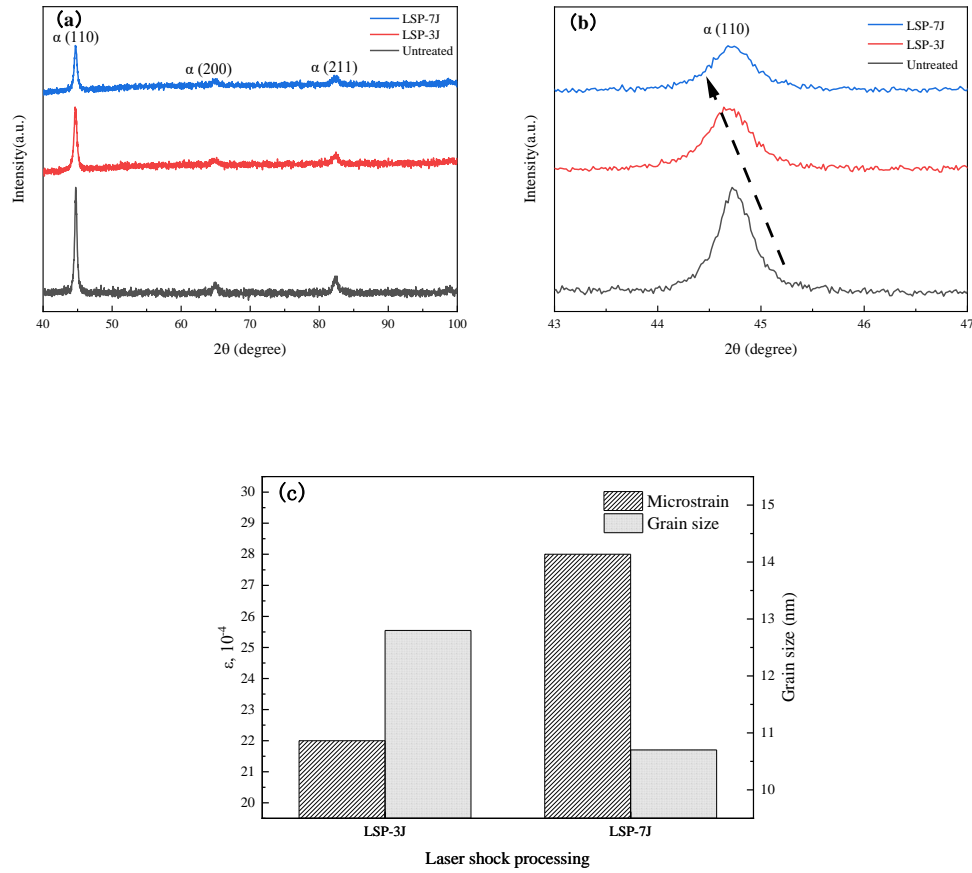 (a)
LSP-7J
LSP-3J
Untreated
α (110)
α (200)
α (211)
Intensity(a.u.)
40 50 60 70 80 90 100
2θ (degree)
(b)
LSP-7J
LSP-3J
Untreated
α (110)
Intensity(a.u.)
43 44 45 46 47
2θ (degree)
(c)
Microstrain
Grain size
30
29
28
27
26
25
24
23
22
21
20
ε, 10⁻⁴
15
14
13
12
11
10
Grain size (nm)
LSP-3J LSP-7J
Laser shock processing